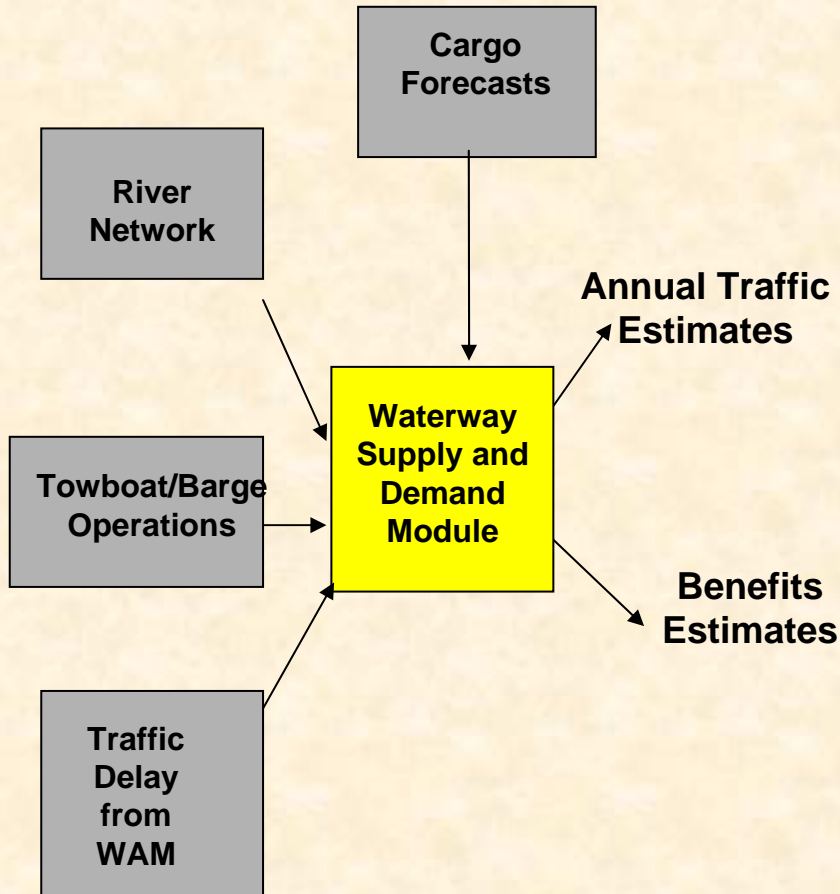 Cargo
Forecasts
River
Network
Annual Traffic
Estimates
Waterway
Supply and
Demand
Module
Towboat/Barge
Operations
Benefits
Estimates
Traffic
Delay
from
WAM